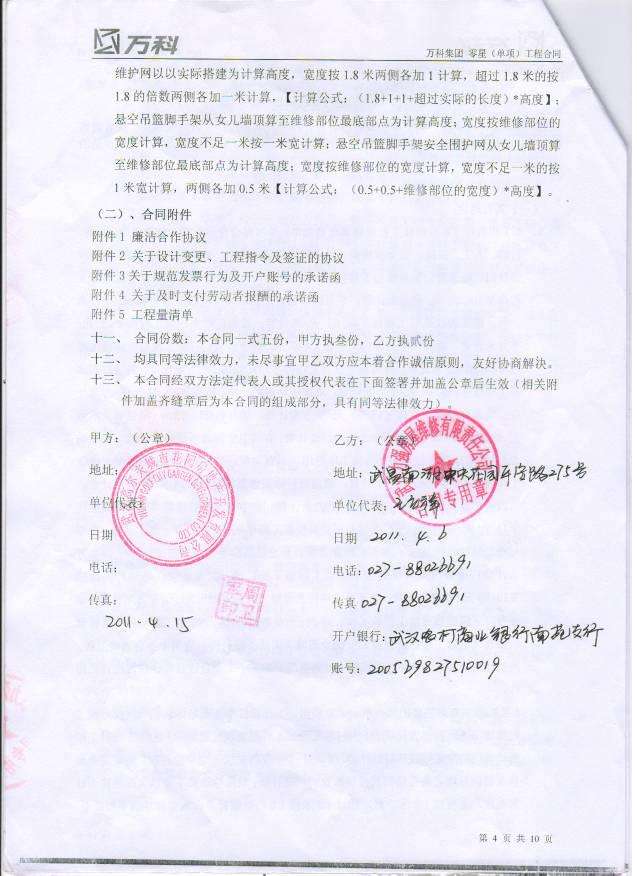 万科
万科集团 零星（单项）工程合同
维护网以以实际搭建为计算高度，宽度按 1.8 米两侧各加 1 计算，超过 1.8 米的按
1.8 的倍数两侧各加一米计算，【计算公式：（1.8+1+1+超过实际的长度）*高度】；
悬空吊篮脚手架从女儿墙顶算至维修部位最底部点为计算高度；宽度按维修部位的
宽度计算，宽度不足一米按一米宽计算；悬空吊篮脚手架安全围护网从女儿墙顶算
至维修部位最底部点为计算高度；宽度按维修部位的宽度计算，宽度不足一米的按
1 米宽计算，两侧各加 0.5 米【计算公式：（0.5+0.5+维修部位的宽度）*高度】。
（二）、合同附件
附件 1 廉洁合作协议
附件 2 关于设计变更、工程指令及签证的协议
附件 3 关于规范发票行为及开户账号的承诺函
附件 4 关于及时支付劳动者报酬的承诺函
附件 5 工程量清单
十一、 合同份数：本合同一式五份，甲方执叁份，乙方执贰份
十二、 均具同等法律效力，未尽事宜甲乙双方应本着合作诚信原则，友好协商解决。
十三、 本合同经双方法定代表人或其授权代表在下面签署并加盖公章后生效（相关附
件加盖齐缝章后为本合同的组成部分，具有同等法律效力）。
甲方：（公章）
地址：
单位代表：
日期
电话：
传真：
2011.4.15
乙方：（公章）
地址：武昌南湖中央花园平安路275号
单位代表：
日期 2011.4.6
电话：027-88026691
传真 027-88026691
开户银行：武汉农村商业银行南苑支行
账号：200569827510019
维修有限责任公司
合同专用章
第 4 页 共 10 页